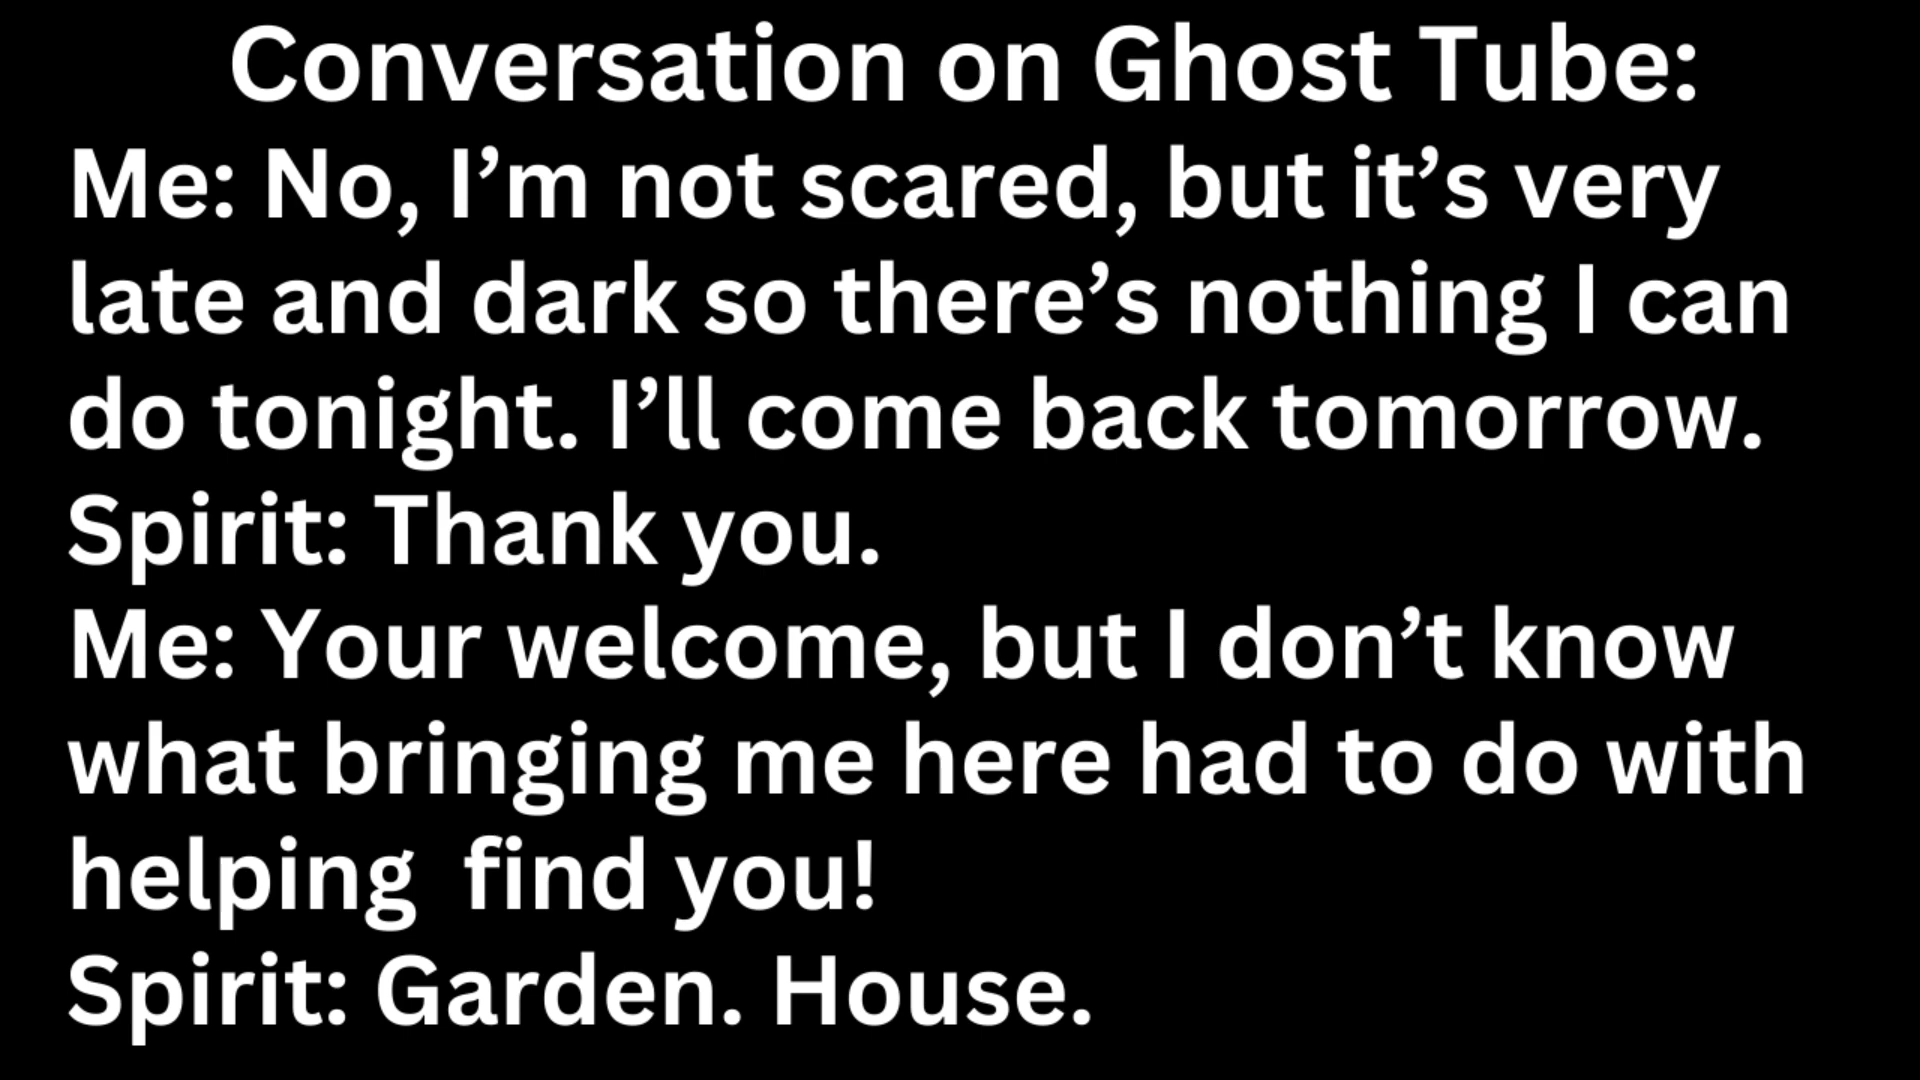 Conversation on Ghost Tube:
Me: No, I’m not scared, but it’s very
late and dark so there’s nothing I can
do tonight. I’ll come back tomorrow.
Spirit: Thank you.
Me: Your welcome, but I don’t know
what bringing me here had to do with
helping  find you!
Spirit: Garden. House.